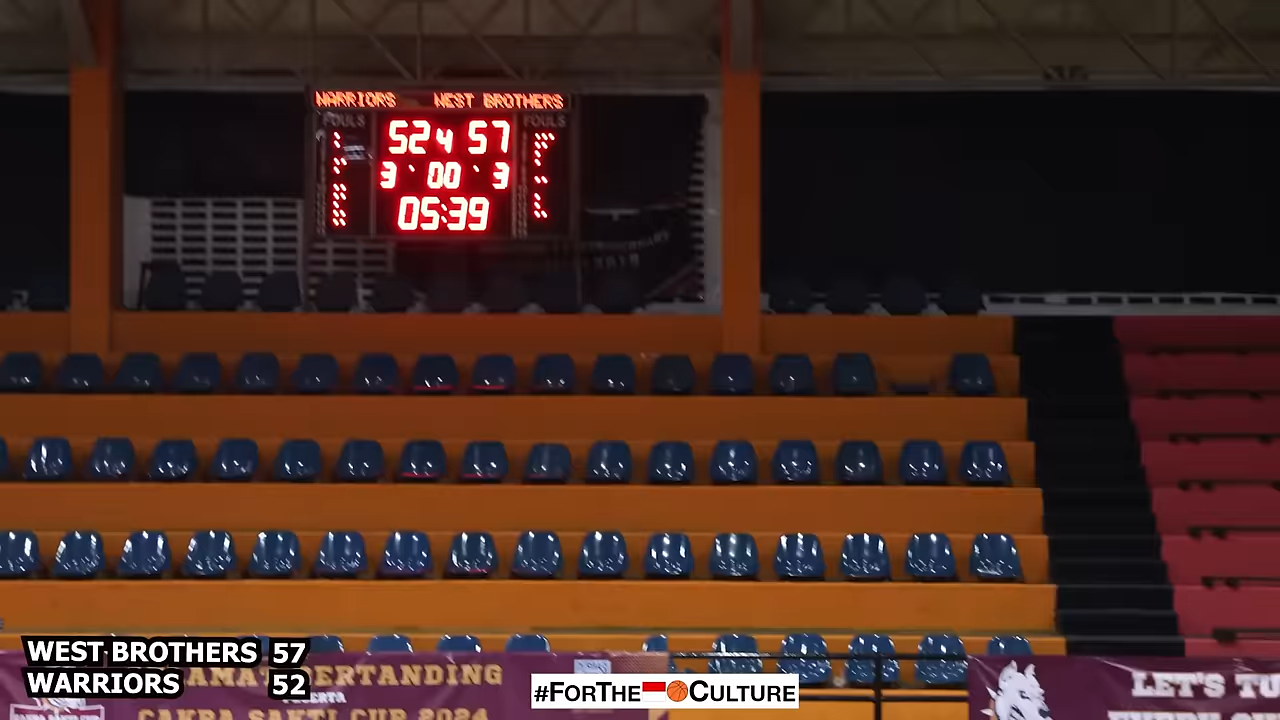 WARRIORS WEST BROTHERS
FOULS FOULS
52 4 57
3 ' 00 ' 3
05:39
WEST BROTHERS 57
WARRIORS 52
BERTANDING
CAKRA SAKTI CUP 2024
#FORTHE CULTURE
LET'S TU